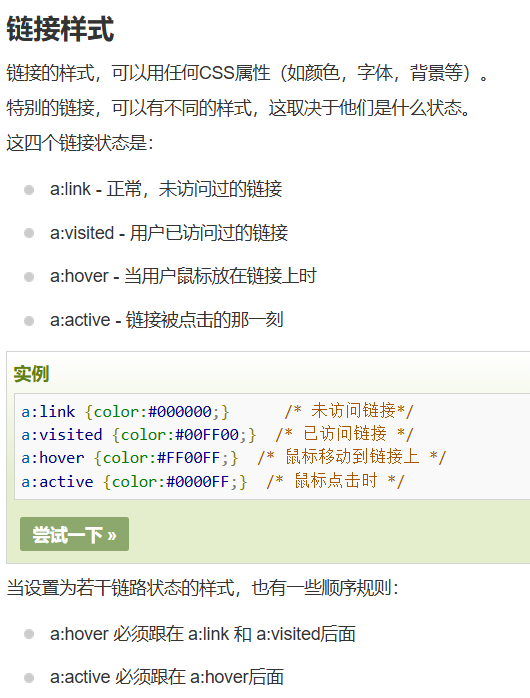 链接样式
链接的样式，可以用任何CSS属性（如颜色，字体，背景等）。
特别的链接，可以有不同的样式，这取决于他们是什么状态。
这四个链接状态是：
a:link - 正常，未访问过的链接
a:visited - 用户已访问过的链接
a:hover - 当用户鼠标放在链接上时
a:active - 链接被点击的那一刻
实例
a:link {color:#000000;}      /* 未访问链接*/
a:visited {color:#00FF00;}  /* 已访问链接 */
a:hover {color:#FF00FF;}  /* 鼠标移动到链接上 */
a:active {color:#0000FF;}  /* 鼠标点击时 */
尝试一下 »
当设置为若干链路状态的样式，也有一些顺序规则：
a:hover 必须跟在 a:link 和 a:visited后面
a:active 必须跟在 a:hover后面